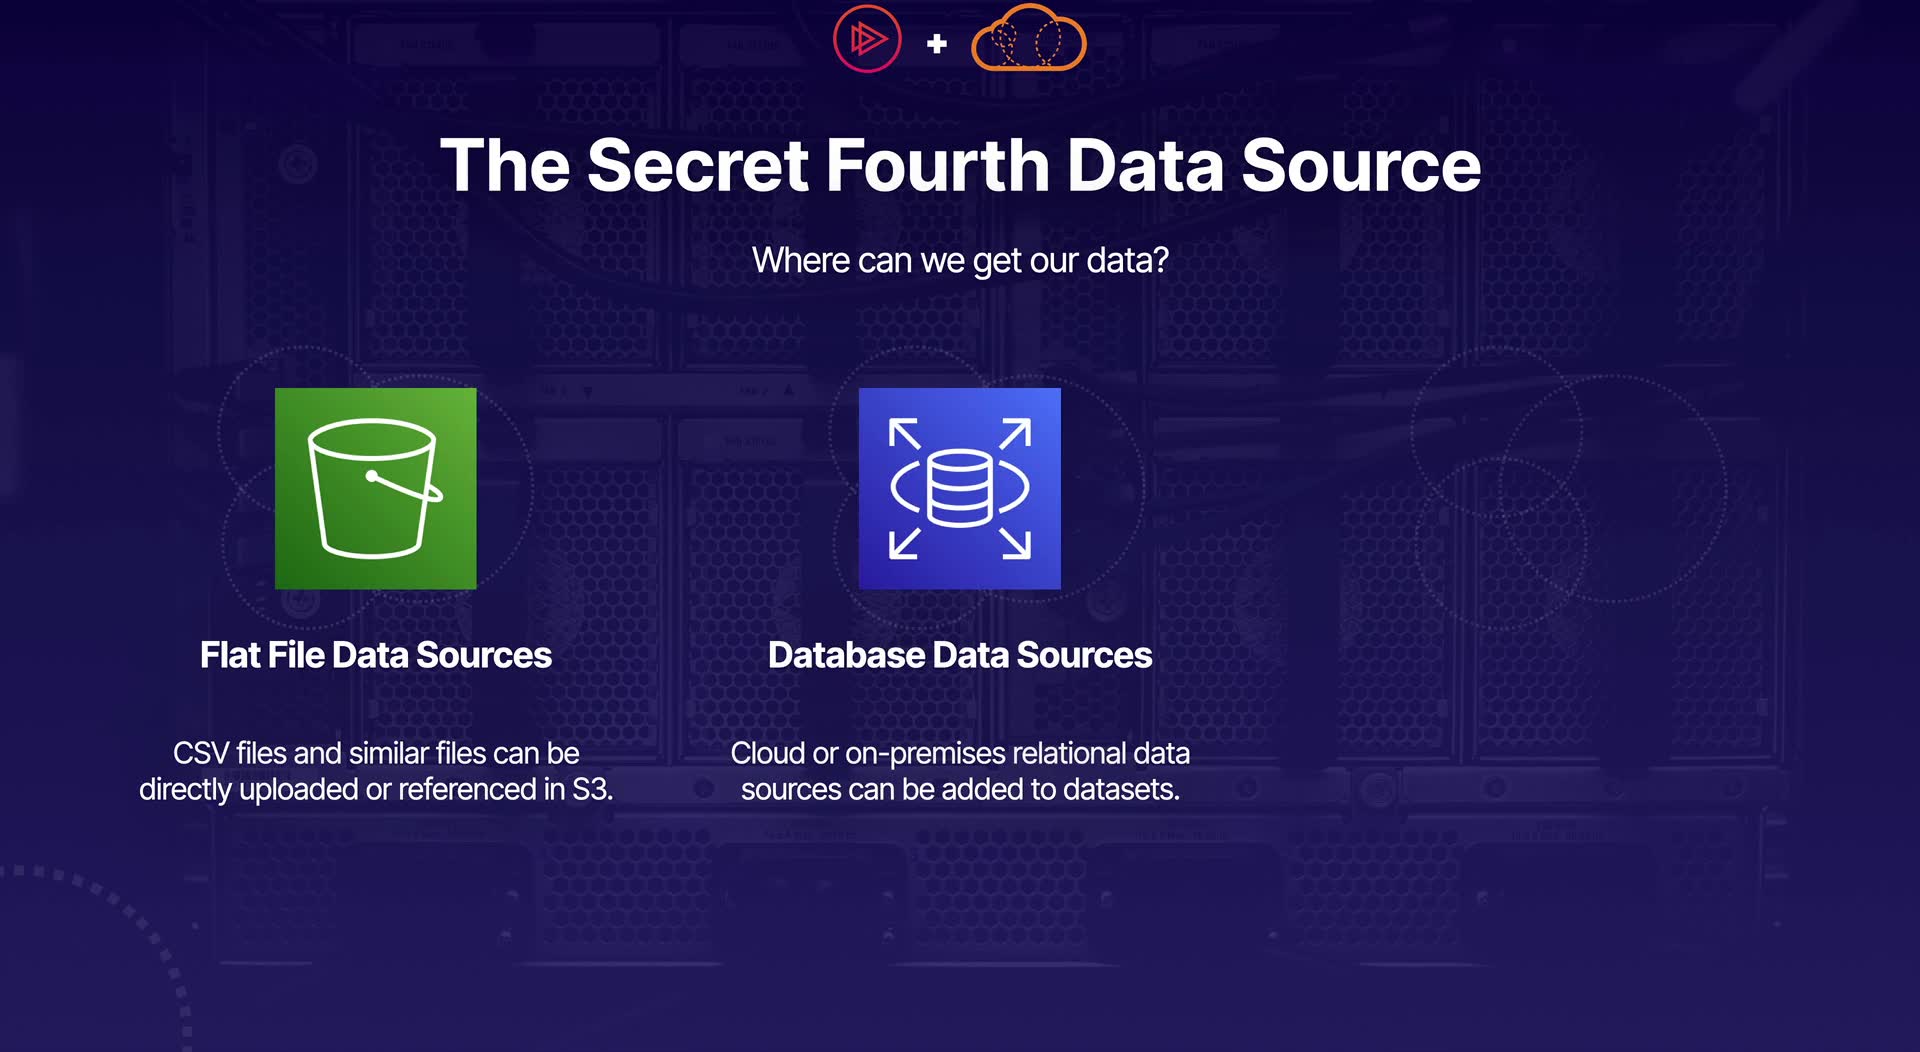 The Secret Fourth Data Source
Where can we get our data?
Flat File Data Sources
CSV files and similar files can be
directly uploaded or referenced in S3.
Database Data Sources
Cloud or on-premises relational data
sources can be added to datasets.